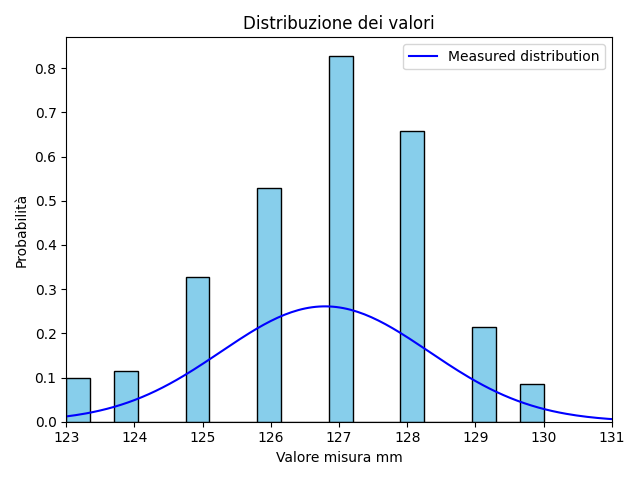 Distribuzione dei valori
Measured distribution
Probabilità
0.8
0.7
0.6
0.5
0.4
0.3
0.2
0.1
0.0
123 124 125 126 127 128 129 130 131
Valore misura mm